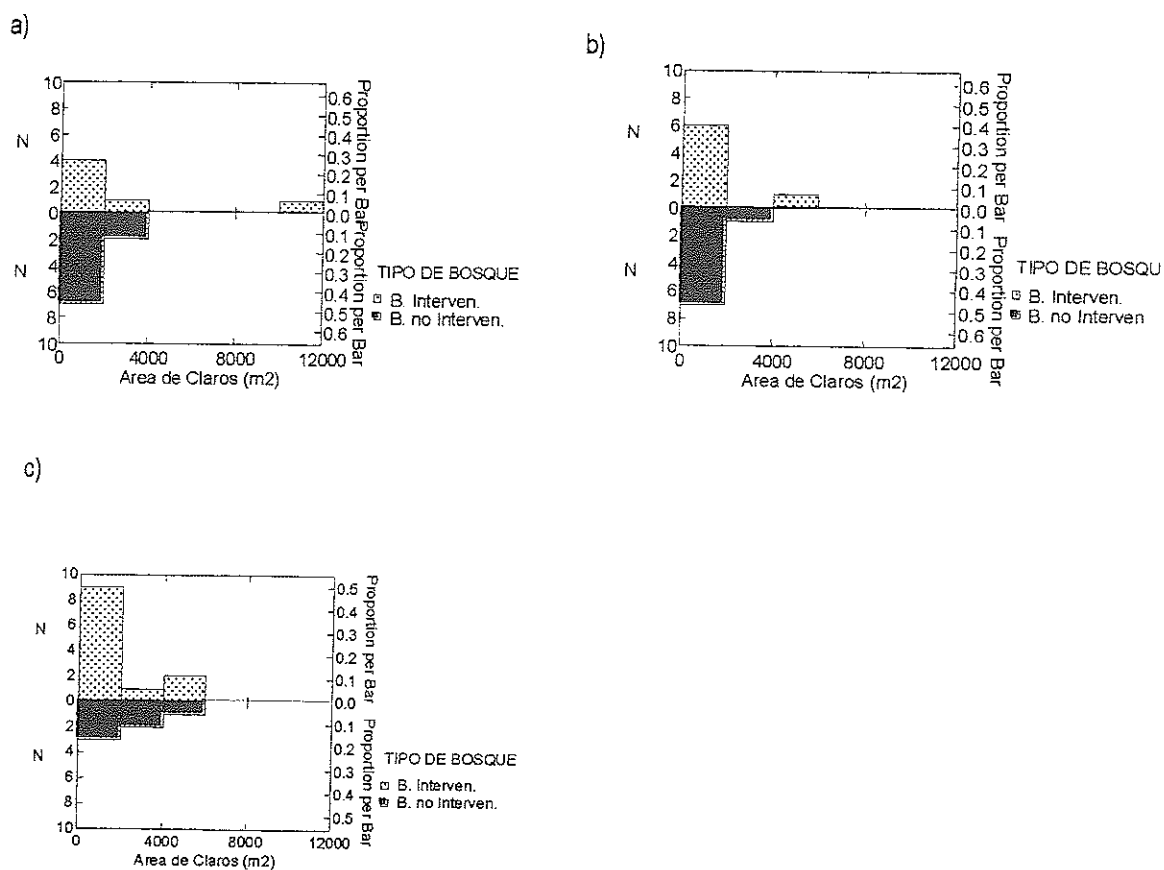 a)
10
8
6
4
2
0
2
4
6
8
10
N
N
0.6
0.5
0.4
0.3
0.2
0.1
0.0
0.1
0.2
0.3
0.4
0.5
0.6
Proportion per Bar
Proportion per Bar
0 4000 8000 12000
Area de Claros (m2)
TIPO DE BOSQUE
B. Interven.
B. no Interven.
b)
10
8
6
4
2
0
2
4
6
8
10
N
N
0.6
0.5
0.4
0.3
0.2
0.1
0.0
0.1
0.2
0.3
0.4
0.5
0.6
Proportion per Bar
Proportion per Bar
0 4000 8000 12000
Area de Claros (m2)
TIPO DE BOSQU
B. Interven.
B. no Interven
c)
10
8
6
4
2
0
2
4
6
8
10
N
N
0.5
0.4
0.3
0.2
0.1
0.0
0.1
0.2
0.3
0.4
0.5
Proportion per Bar
Proportion per Bar
0 4000 8000 12000
Area de Claros (m2)
TIPO DE BOSQUE
B. Interven.
B. no Interven.